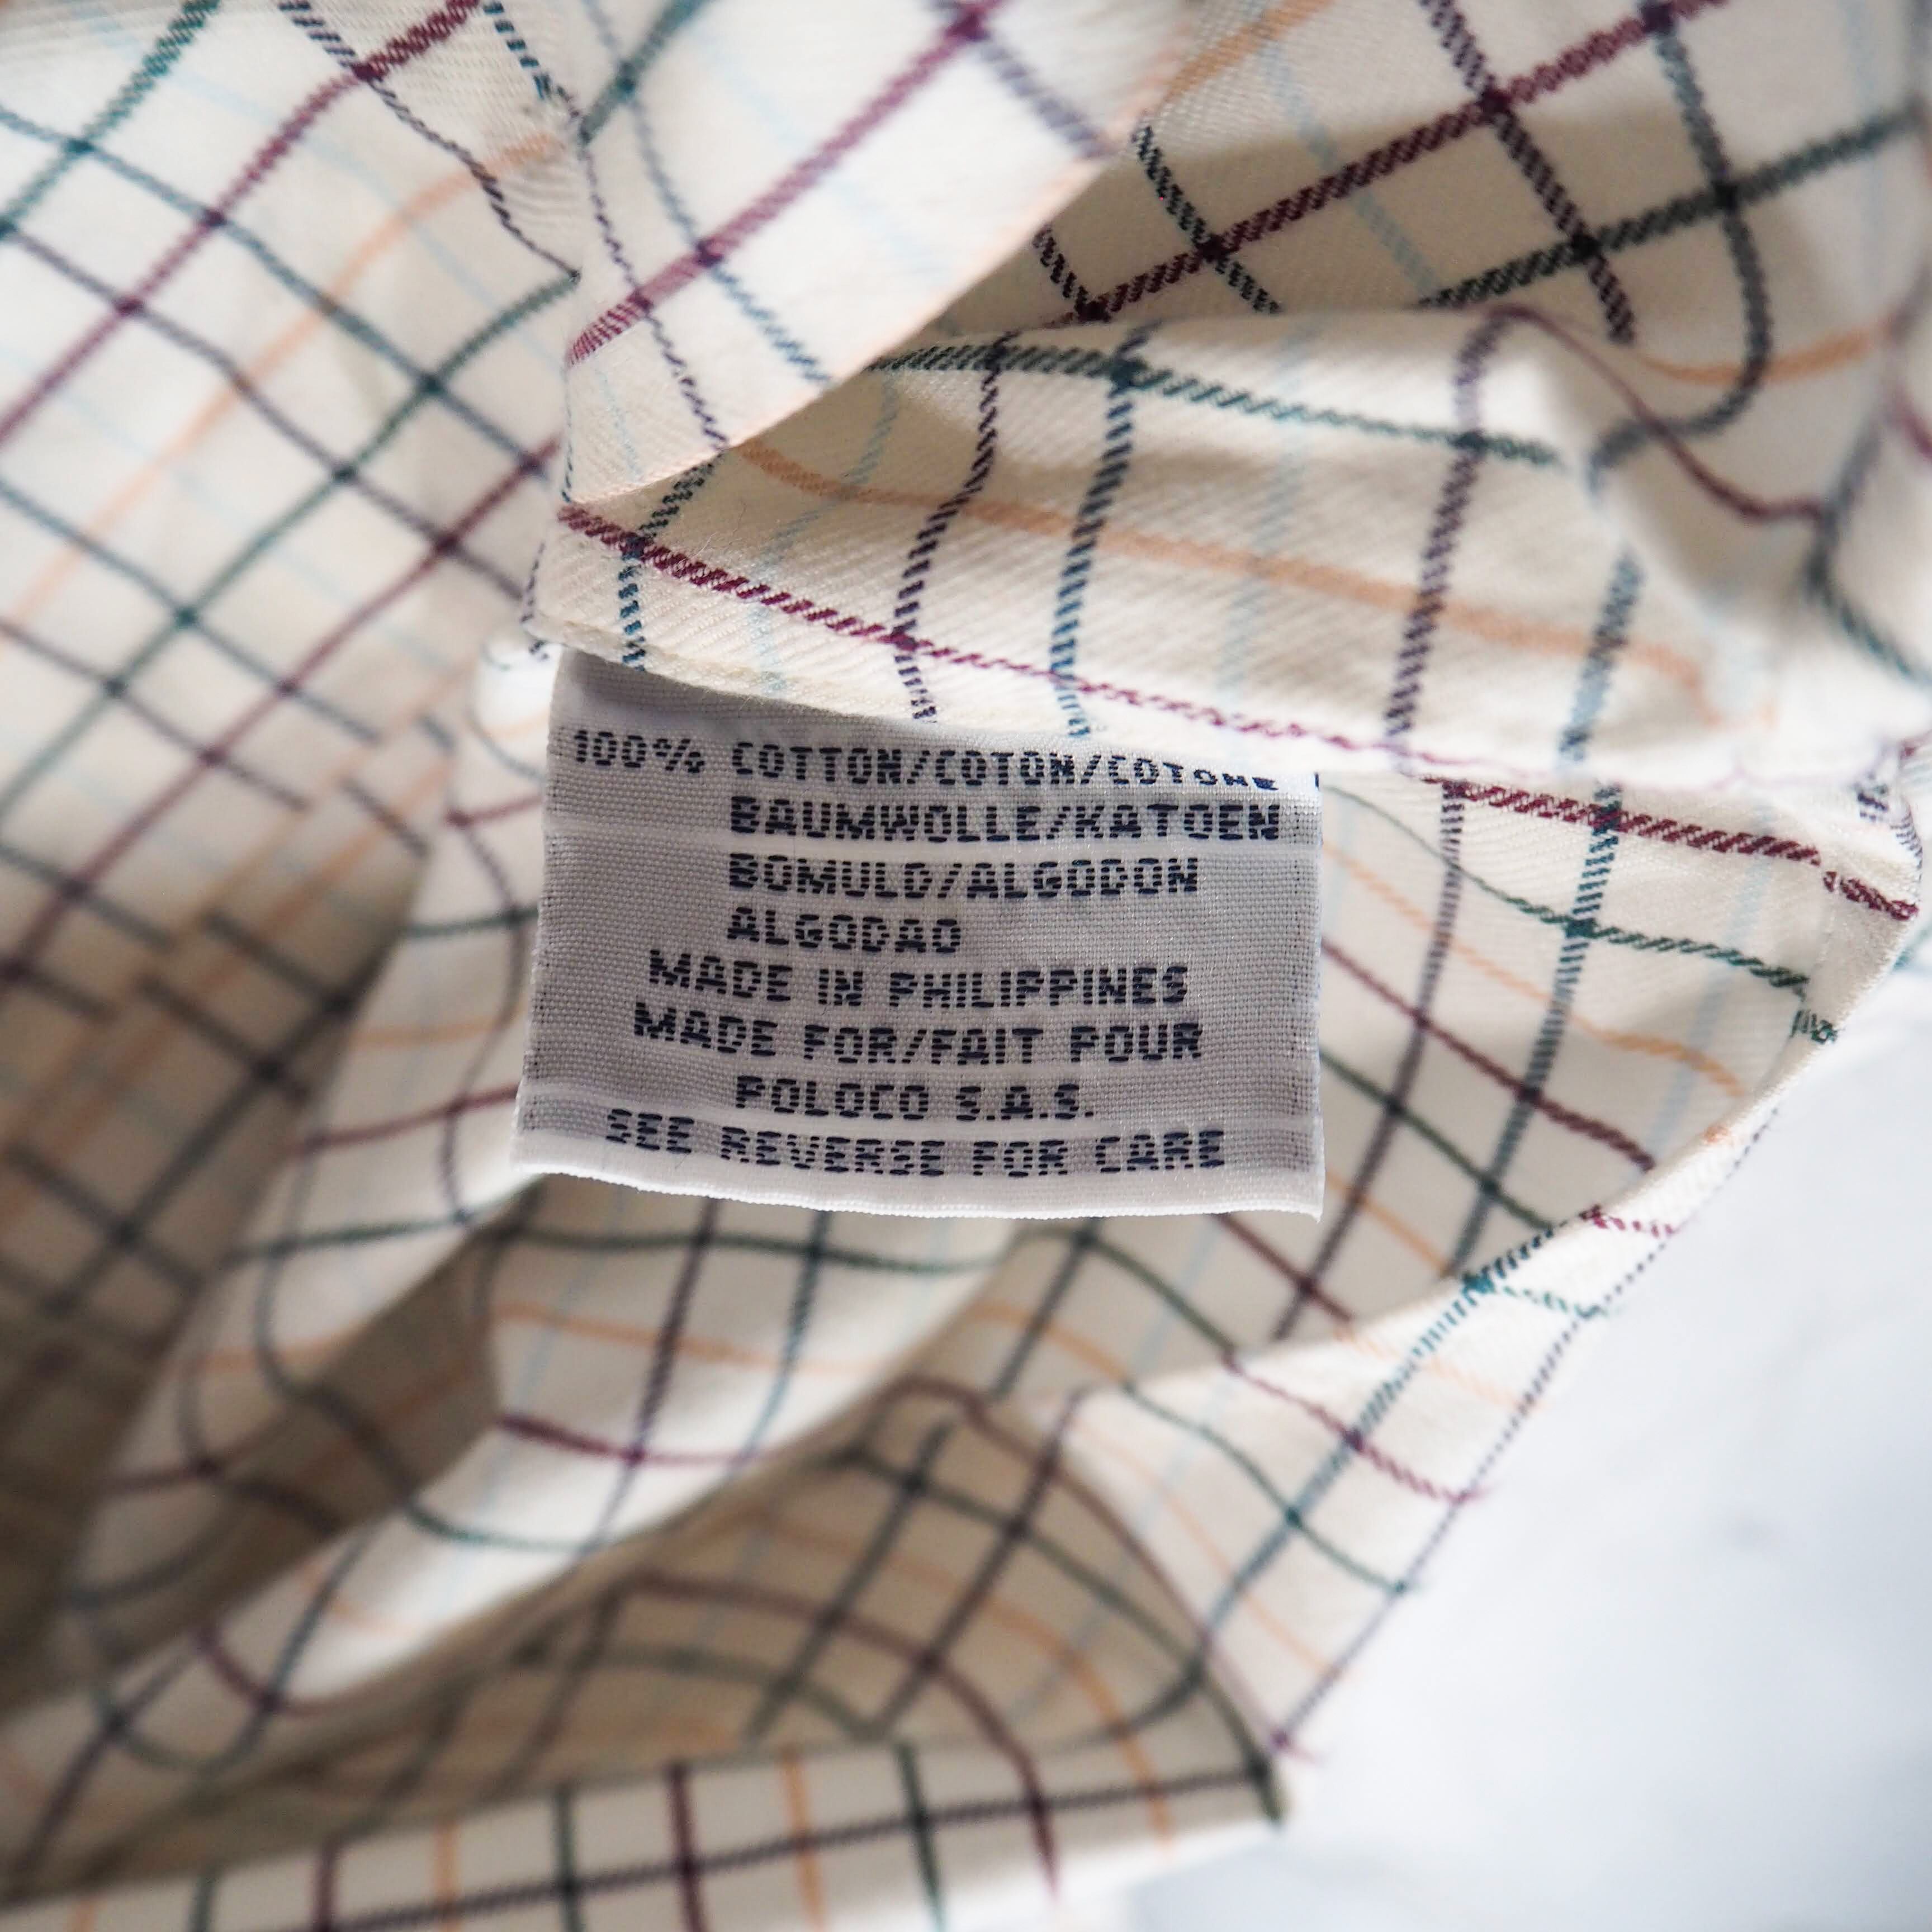 100% COTTON/COTON/COTONE
BAUMWOLLE/KATOEN
BOMULD/ALGODON
ALGODAO
MADE IN PHILIPPINES
MADE FOR/FAIT POUR
POLOCO S.A.S.
SEE REVERSE FOR CARE